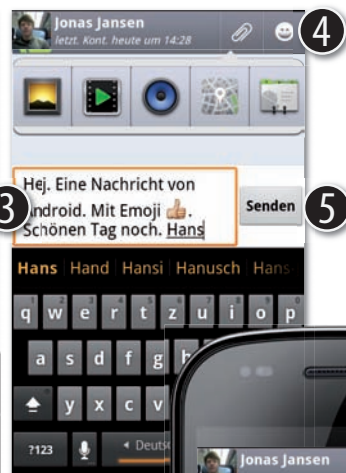 Jonas Jansen
letzt. Kont. heute um 14:28
4
Hej. Eine Nachricht von
Android. Mit Emoji 👍.
Schönen Tag noch. Hans
3
Senden
5
Hans Hand Hansi Hanusch Hans
q w e r t z u i o p
a s d f g
y x c v
?123
Jonas Jansen